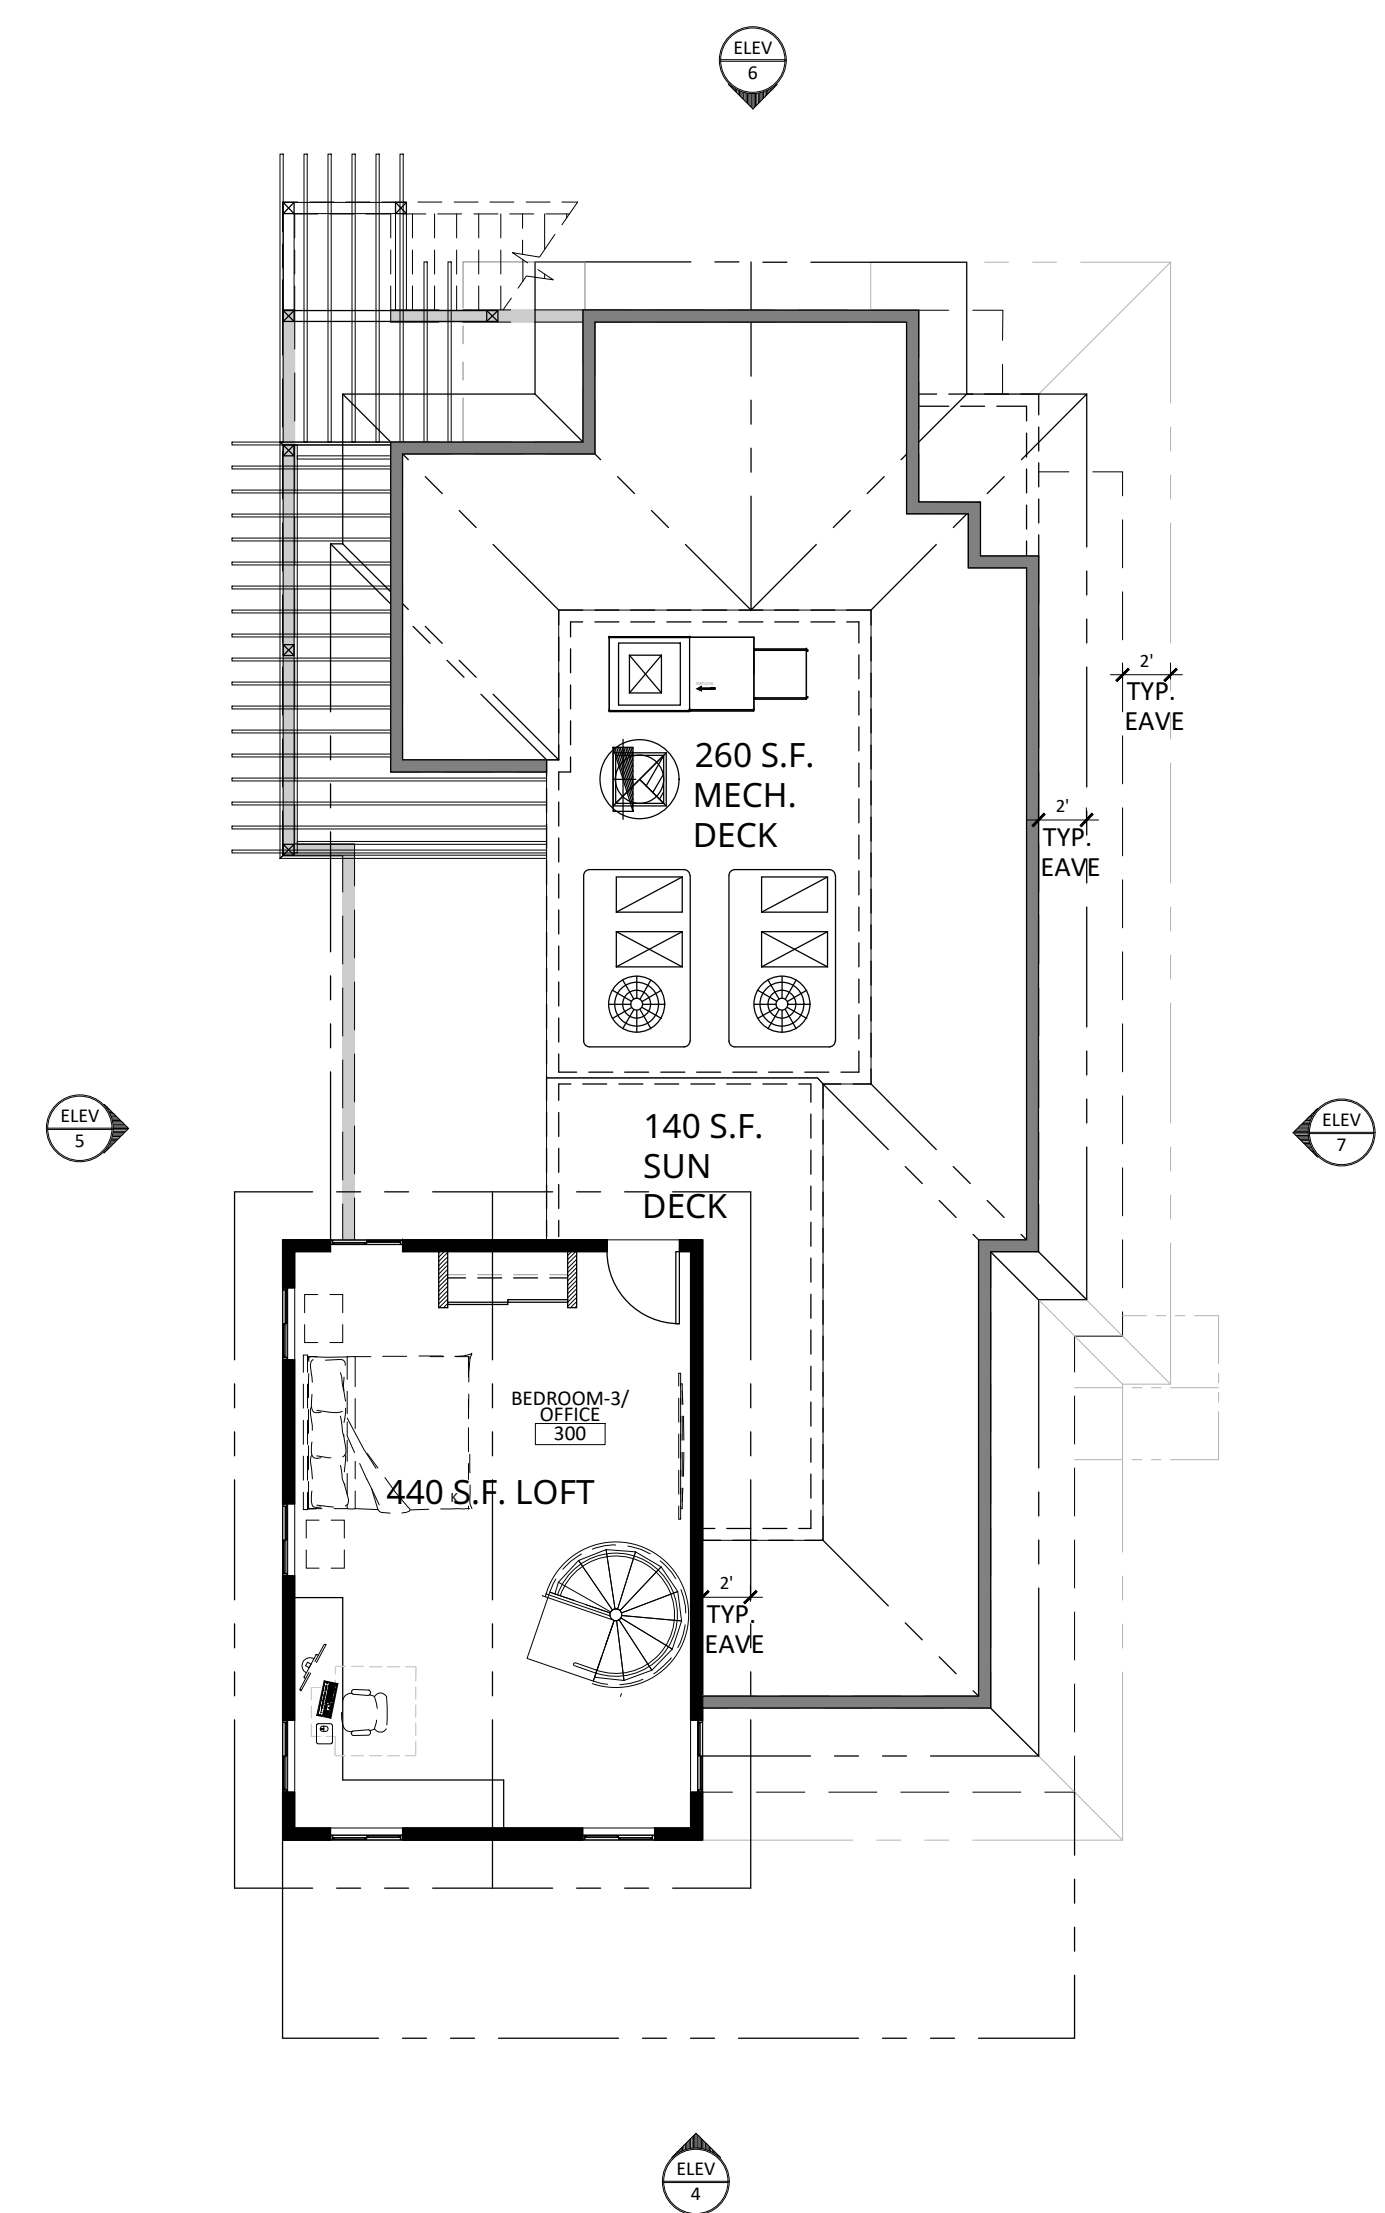 ELEV
6
2'
TYP.
EAVE
260 S.F.
MECH.
DECK
2'
TYP.
EAVE
ELEV
5
140 S.F.
SUN
DECK
ELEV
7
BEDROOM-3/
OFFICE
300
440 S.F. LOFT
K
2'
TYP.
EAVE
ELEV
4